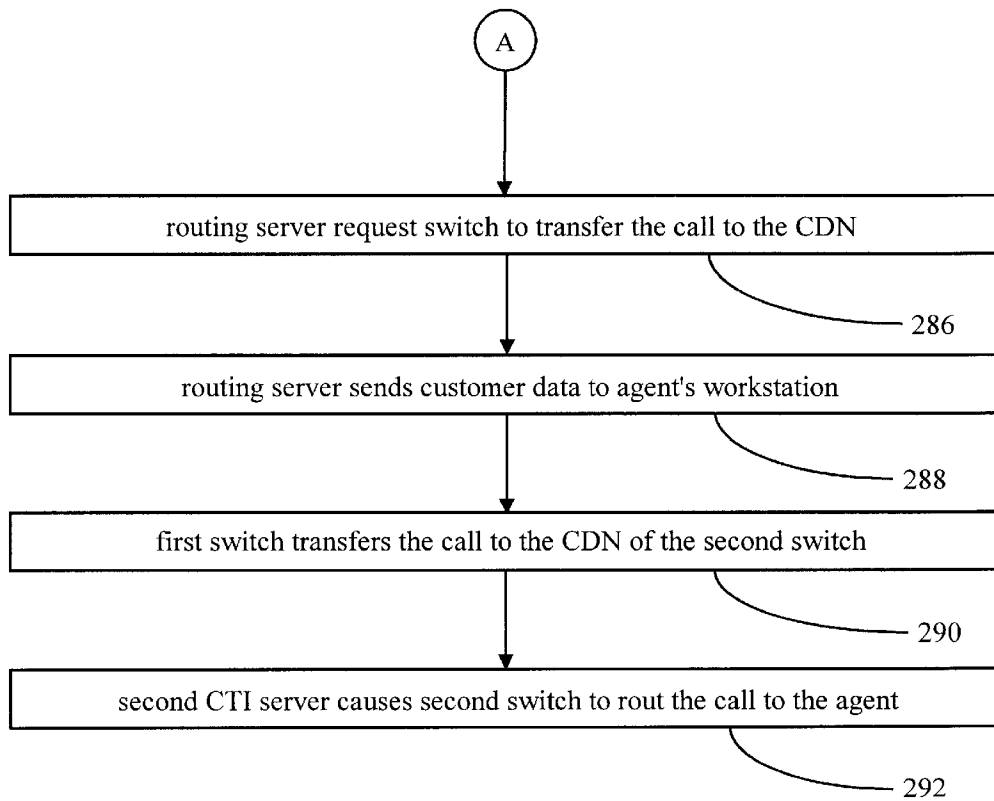 A
routing server request switch to transfer the call to the CDN
286
routing server sends customer data to agent's workstation
288
first switch transfers the call to the CDN of the second switch
290
second CTI server causes second switch to rout the call to the agent
292